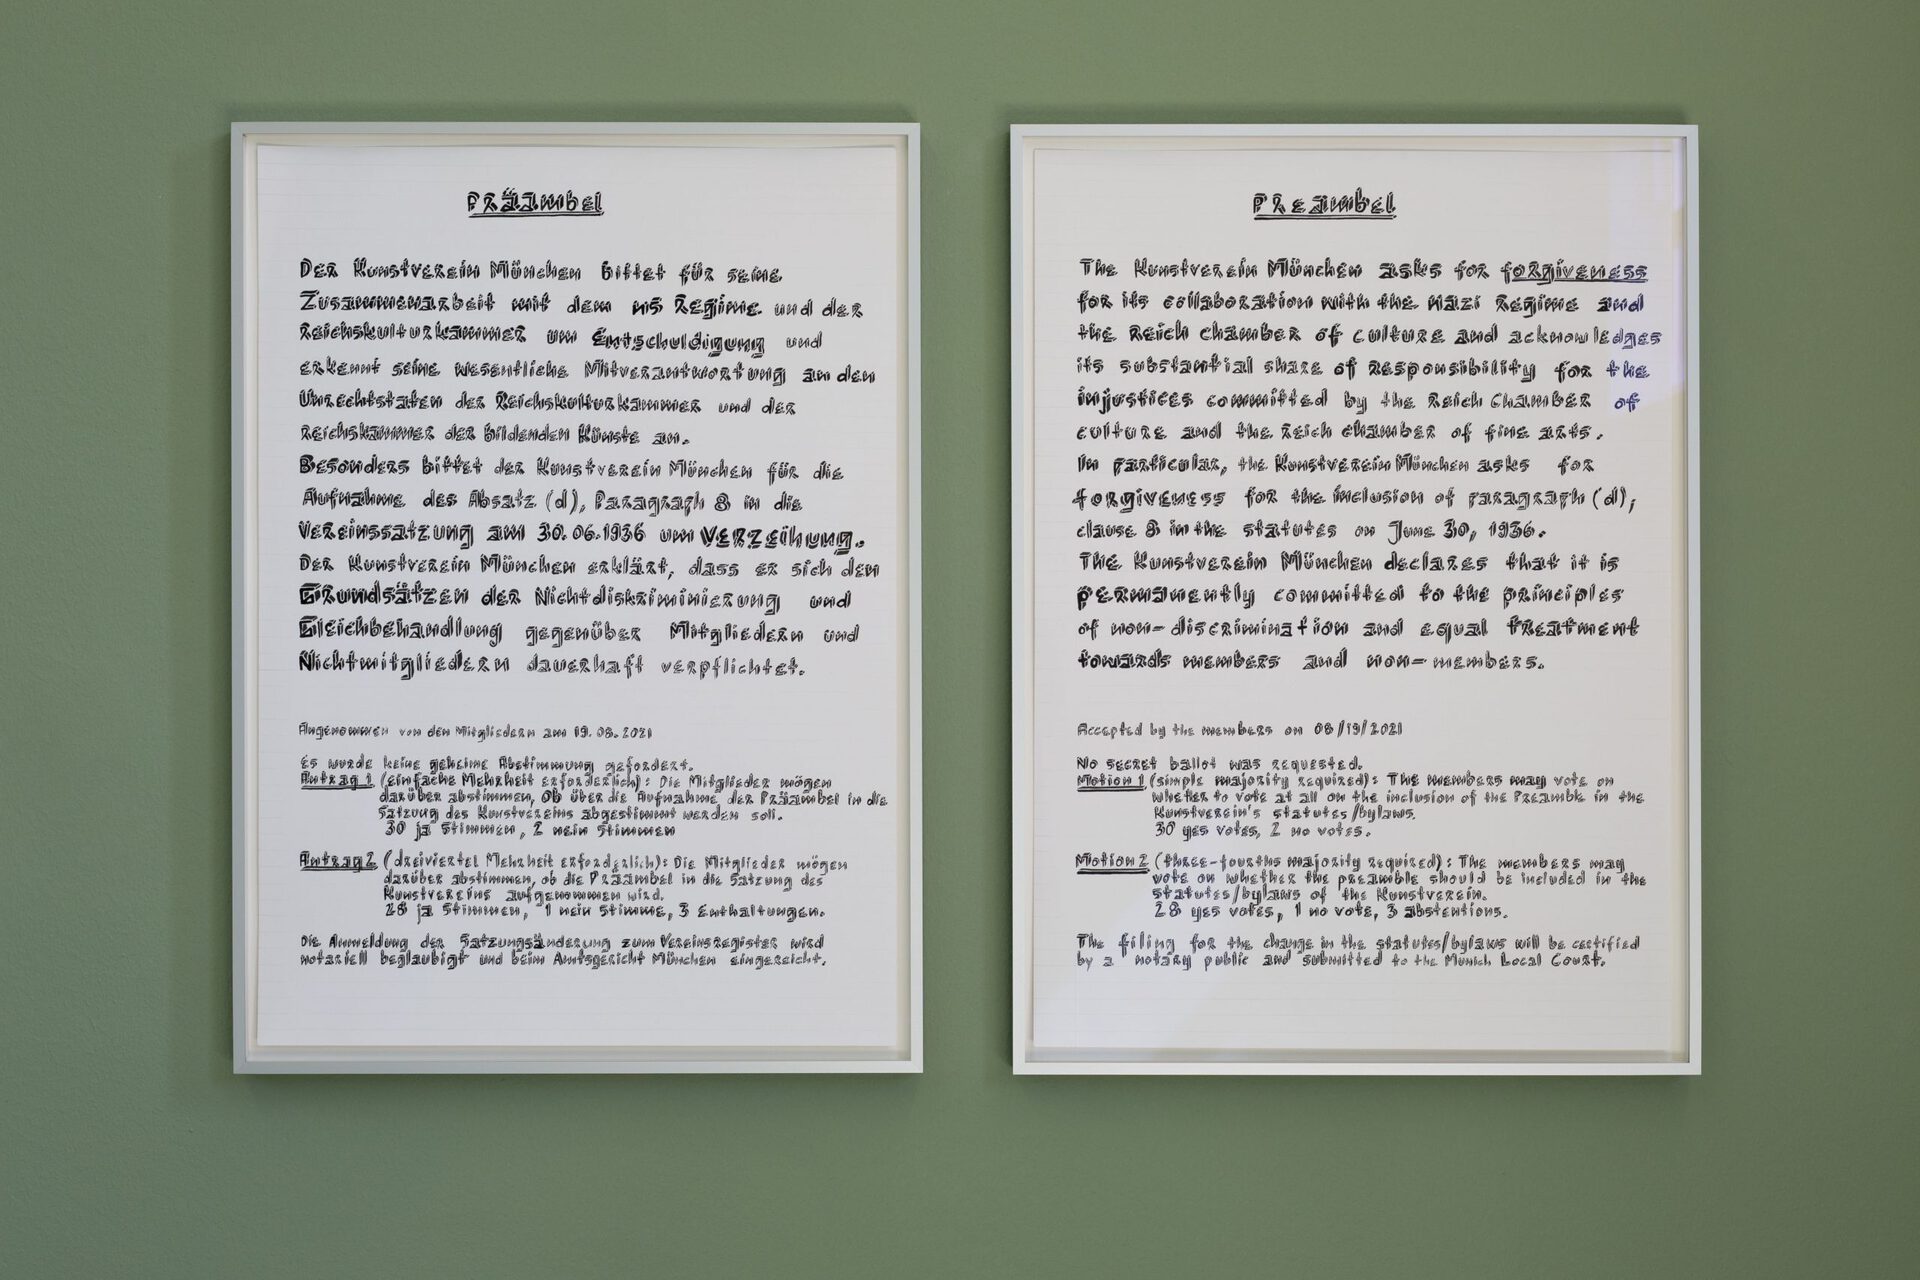 Präambel
Der Kunstverein München bittet für seine
Zusammenarbeit mit dem NS Regime und der
Reichskulturkammer um Entschuldigung und
erkennt seine wesentliche Mitverantwortung an den
Unrechtstaten der Reichskulturkammer und der
Reichskammer der bildenden Künste an.
Besonders bittet der Kunstverein München für die
Aufnahme des Absatz (d), Paragraph 8 in die
Vereinssatzung am 30.06.1936 um Verzeihung.
Der Kunstverein München erklärt, dass er sich den
Grundsätzen der Nichtdiskriminierung und
Gleichbehandlung gegenüber Mitgliedern und
Nichtmitgliedern dauerhaft verpflichtet.
Angenommen von den Mitgliedern am 19.08.2021
Es wurde keine geheime Abstimmung gefordert.
Antrag 1 (einfache Mehrheit erforderlich): Die Mitglieder mögen
darüber abstimmen, ob über die Aufnahme der Präambel in die
Satzung des Kunstvereins abgestimmt werden soll.
30 ja Stimmen, 2 nein Stimmen
Antrag 2 (dreiviertel Mehrheit erforderlich): Die Mitglieder mögen
darüber abstimmen, ob die Präambel in die Satzung des
Kunstvereins aufgenommen wird.
28 ja Stimmen, 1 nein Stimme, 3 Enthaltungen.
Die Anmeldung der Satzungsänderung zum Vereinsregister wird
notariell beglaubigt und beim Amtsgericht München eingereicht.
Preambel
The Kunstverein München asks for forgiveness
for its collaboration with the Nazi Regime and
the Reich Chamber of Culture and acknowledges
its substantial share of responsibility for the
injustices committed by the Reich Chamber of
culture and the Reich chamber of fine arts.
In particular, the Kunstverein München asks for
forgiveness for the inclusion of paragraph (d),
clause 8 in the statutes on June 30, 1936.
The Kunstverein München declares that it is
permanently committed to the principles
of non-discrimination and equal treatment
towards members and non-members.
Accepted by the members on 08/19/2021
No secret ballot was requested.
Motion 1 (simple majority required): The members may vote on
whether to vote at all on the inclusion of the Preamble in the
Kunstverein's statutes/bylaws.
30 yes votes, 2 no votes.
Motion 2 (three-fourths majority required): The members may
vote on whether the preamble should be included in the
statutes/bylaws of the Kunstverein.
28 yes votes, 1 no vote, 3 abstentions.
The filing for the change in the statutes/bylaws will be certified
by a notary public and submitted to the Munich Local Court.